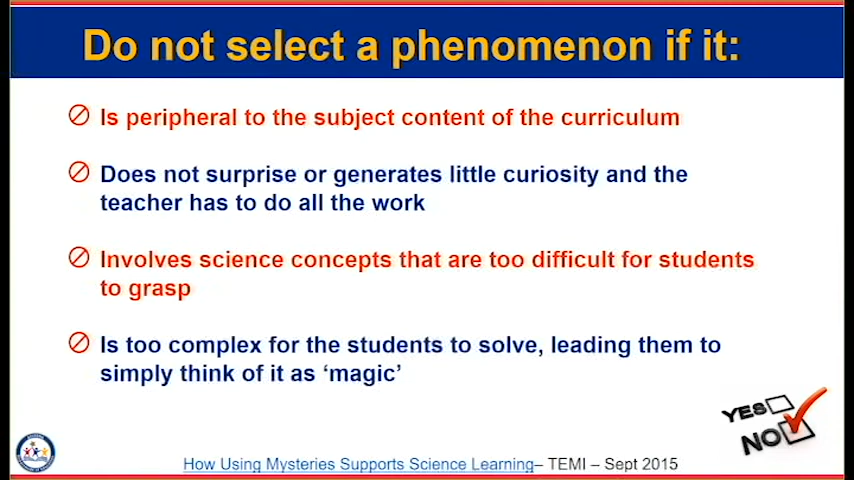 Do not select a phenomenon if it:
Is peripheral to the subject content of the curriculum
Does not surprise or generates little curiosity and the
teacher has to do all the work
Involves science concepts that are too difficult for students
to grasp
Is too complex for the students to solve, leading them to
simply think of it as ‘magic’
YES
NO
How Using Mysteries Supports Science Learning– TEMI – Sept 2015